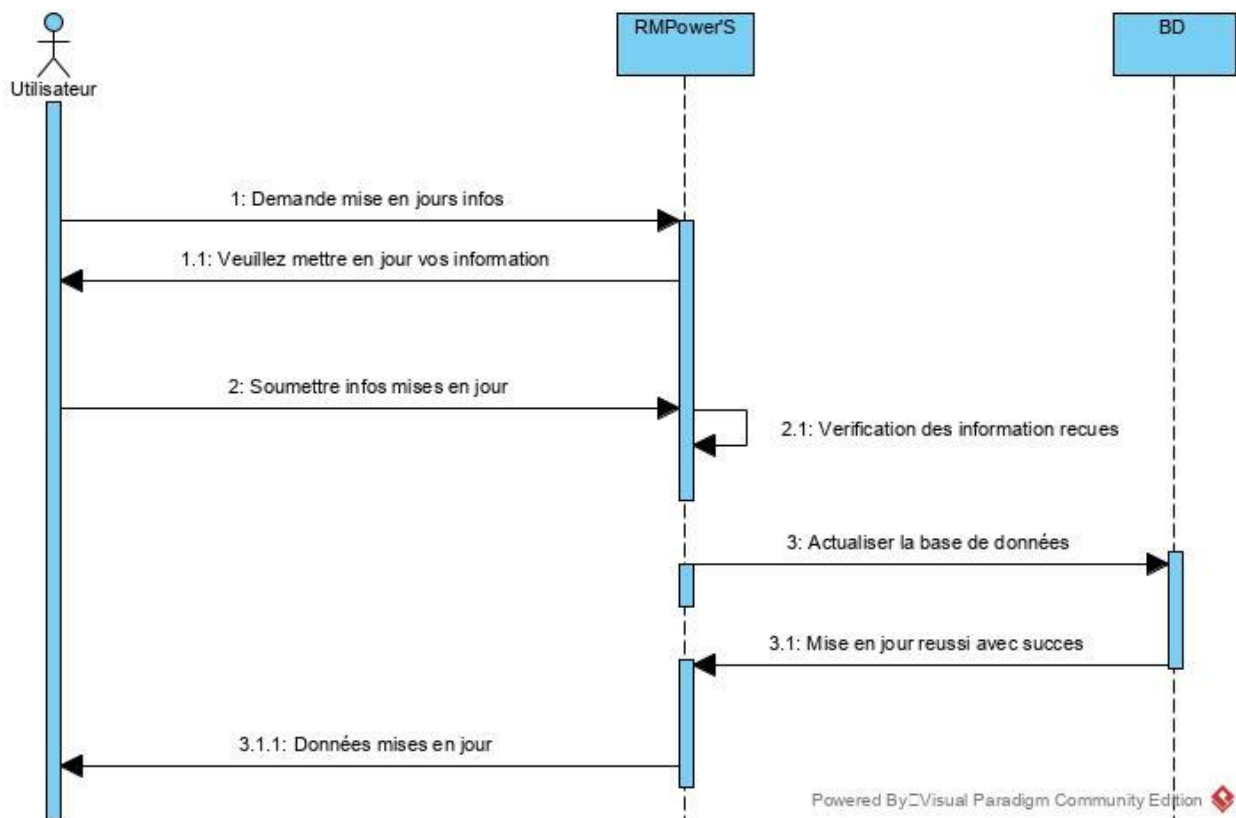 RMPower'S
BD
Utilisateur
1: Demande mise en jours infos
1.1: Veuillez mettre en jour vos information
2: Soumettre infos mises en jour
2.1: Verification des information recues
3: Actualiser la base de données
3.1: Mise en jour reussi avec succes
3.1.1: Données mises en jour
Powered By Visual Paradigm Community Edition